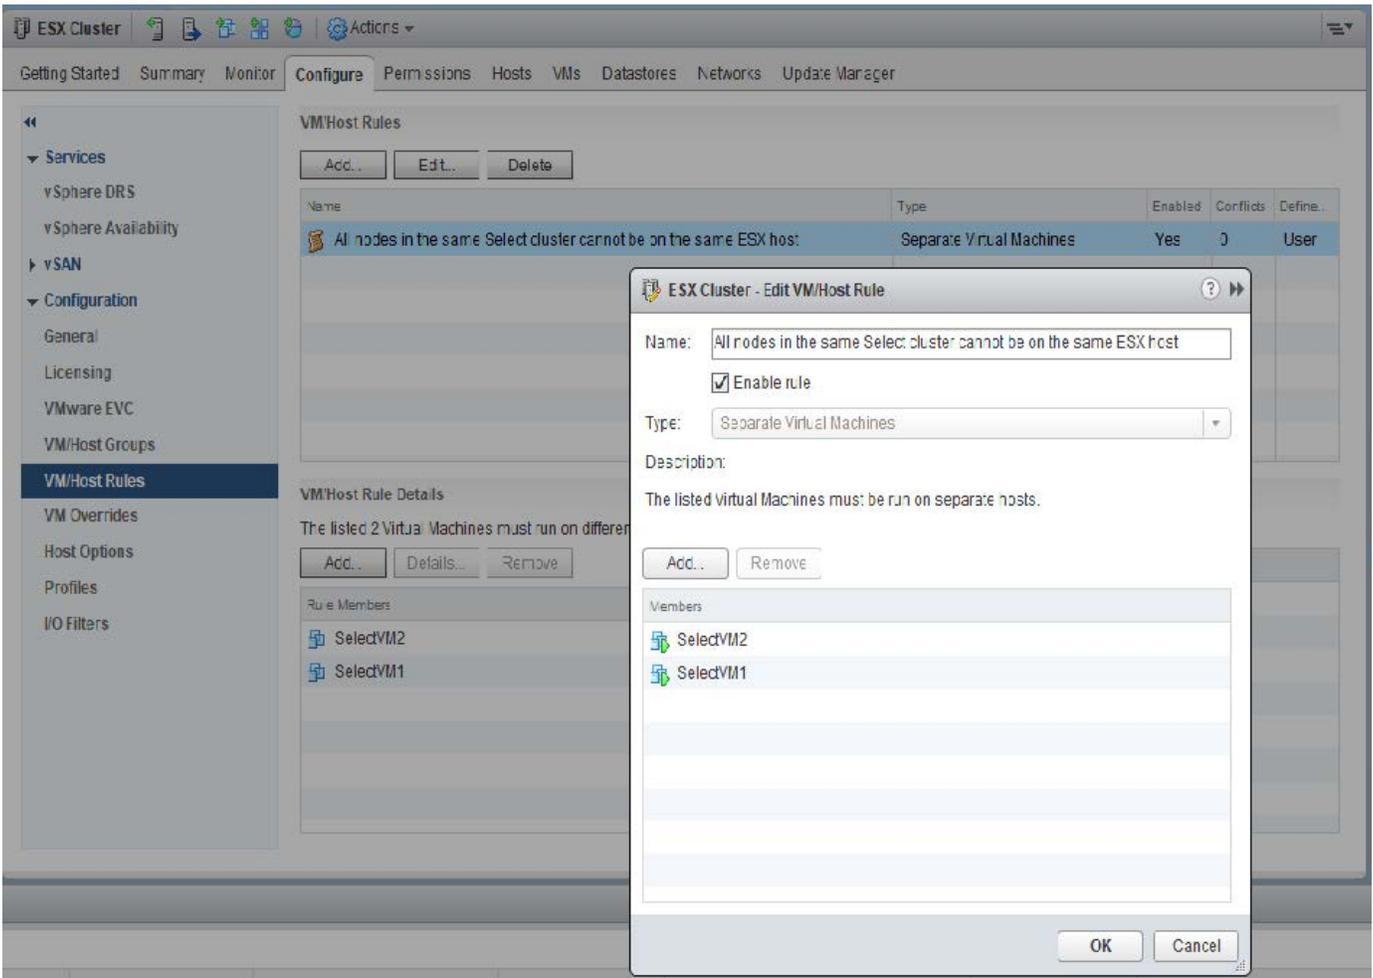 ESX Cluster Actions
Getting Started Summary Monitor Configure Permissions Hosts VMs Datastores Networks Update Manager
VM/Host Rules
Services
Add... Edit... Delete
vSphere DRS
Name Type Enabled Conflicts Define...
vSphere Availability
All nodes in the same Select cluster cannot be on the same ESX host Separate Virtual Machines Yes 0 User
vSAN
Configuration
General
Licensing
VMware EVC
VM/Host Groups
VM/Host Rules
VM Overrides
Host Options
Profiles
I/O Filters
VM/Host Rule Details
The listed 2 Virtual Machines must run on differen
Add... Details... Remove
Rule Members
SelectVM2
SelectVM1
ESX Cluster - Edit VM/Host Rule ?
Name: All nodes in the same Select cluster cannot be on the same ESX host
Enable rule
Type: Separate Virtual Machines
Description:
The listed Virtual Machines must be run on separate hosts.
Add... Remove
Members
SelectVM2
SelectVM1
OK Cancel